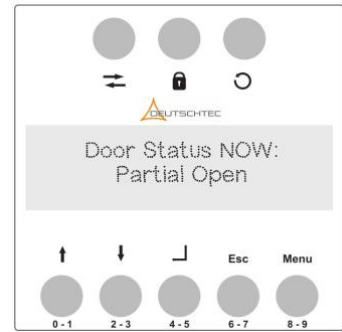 DEUTSCHTEC
Door Status NOW:
Partial Open
Esc Menu
0 - 1 2 - 3 4 - 5 6 - 7 8 - 9